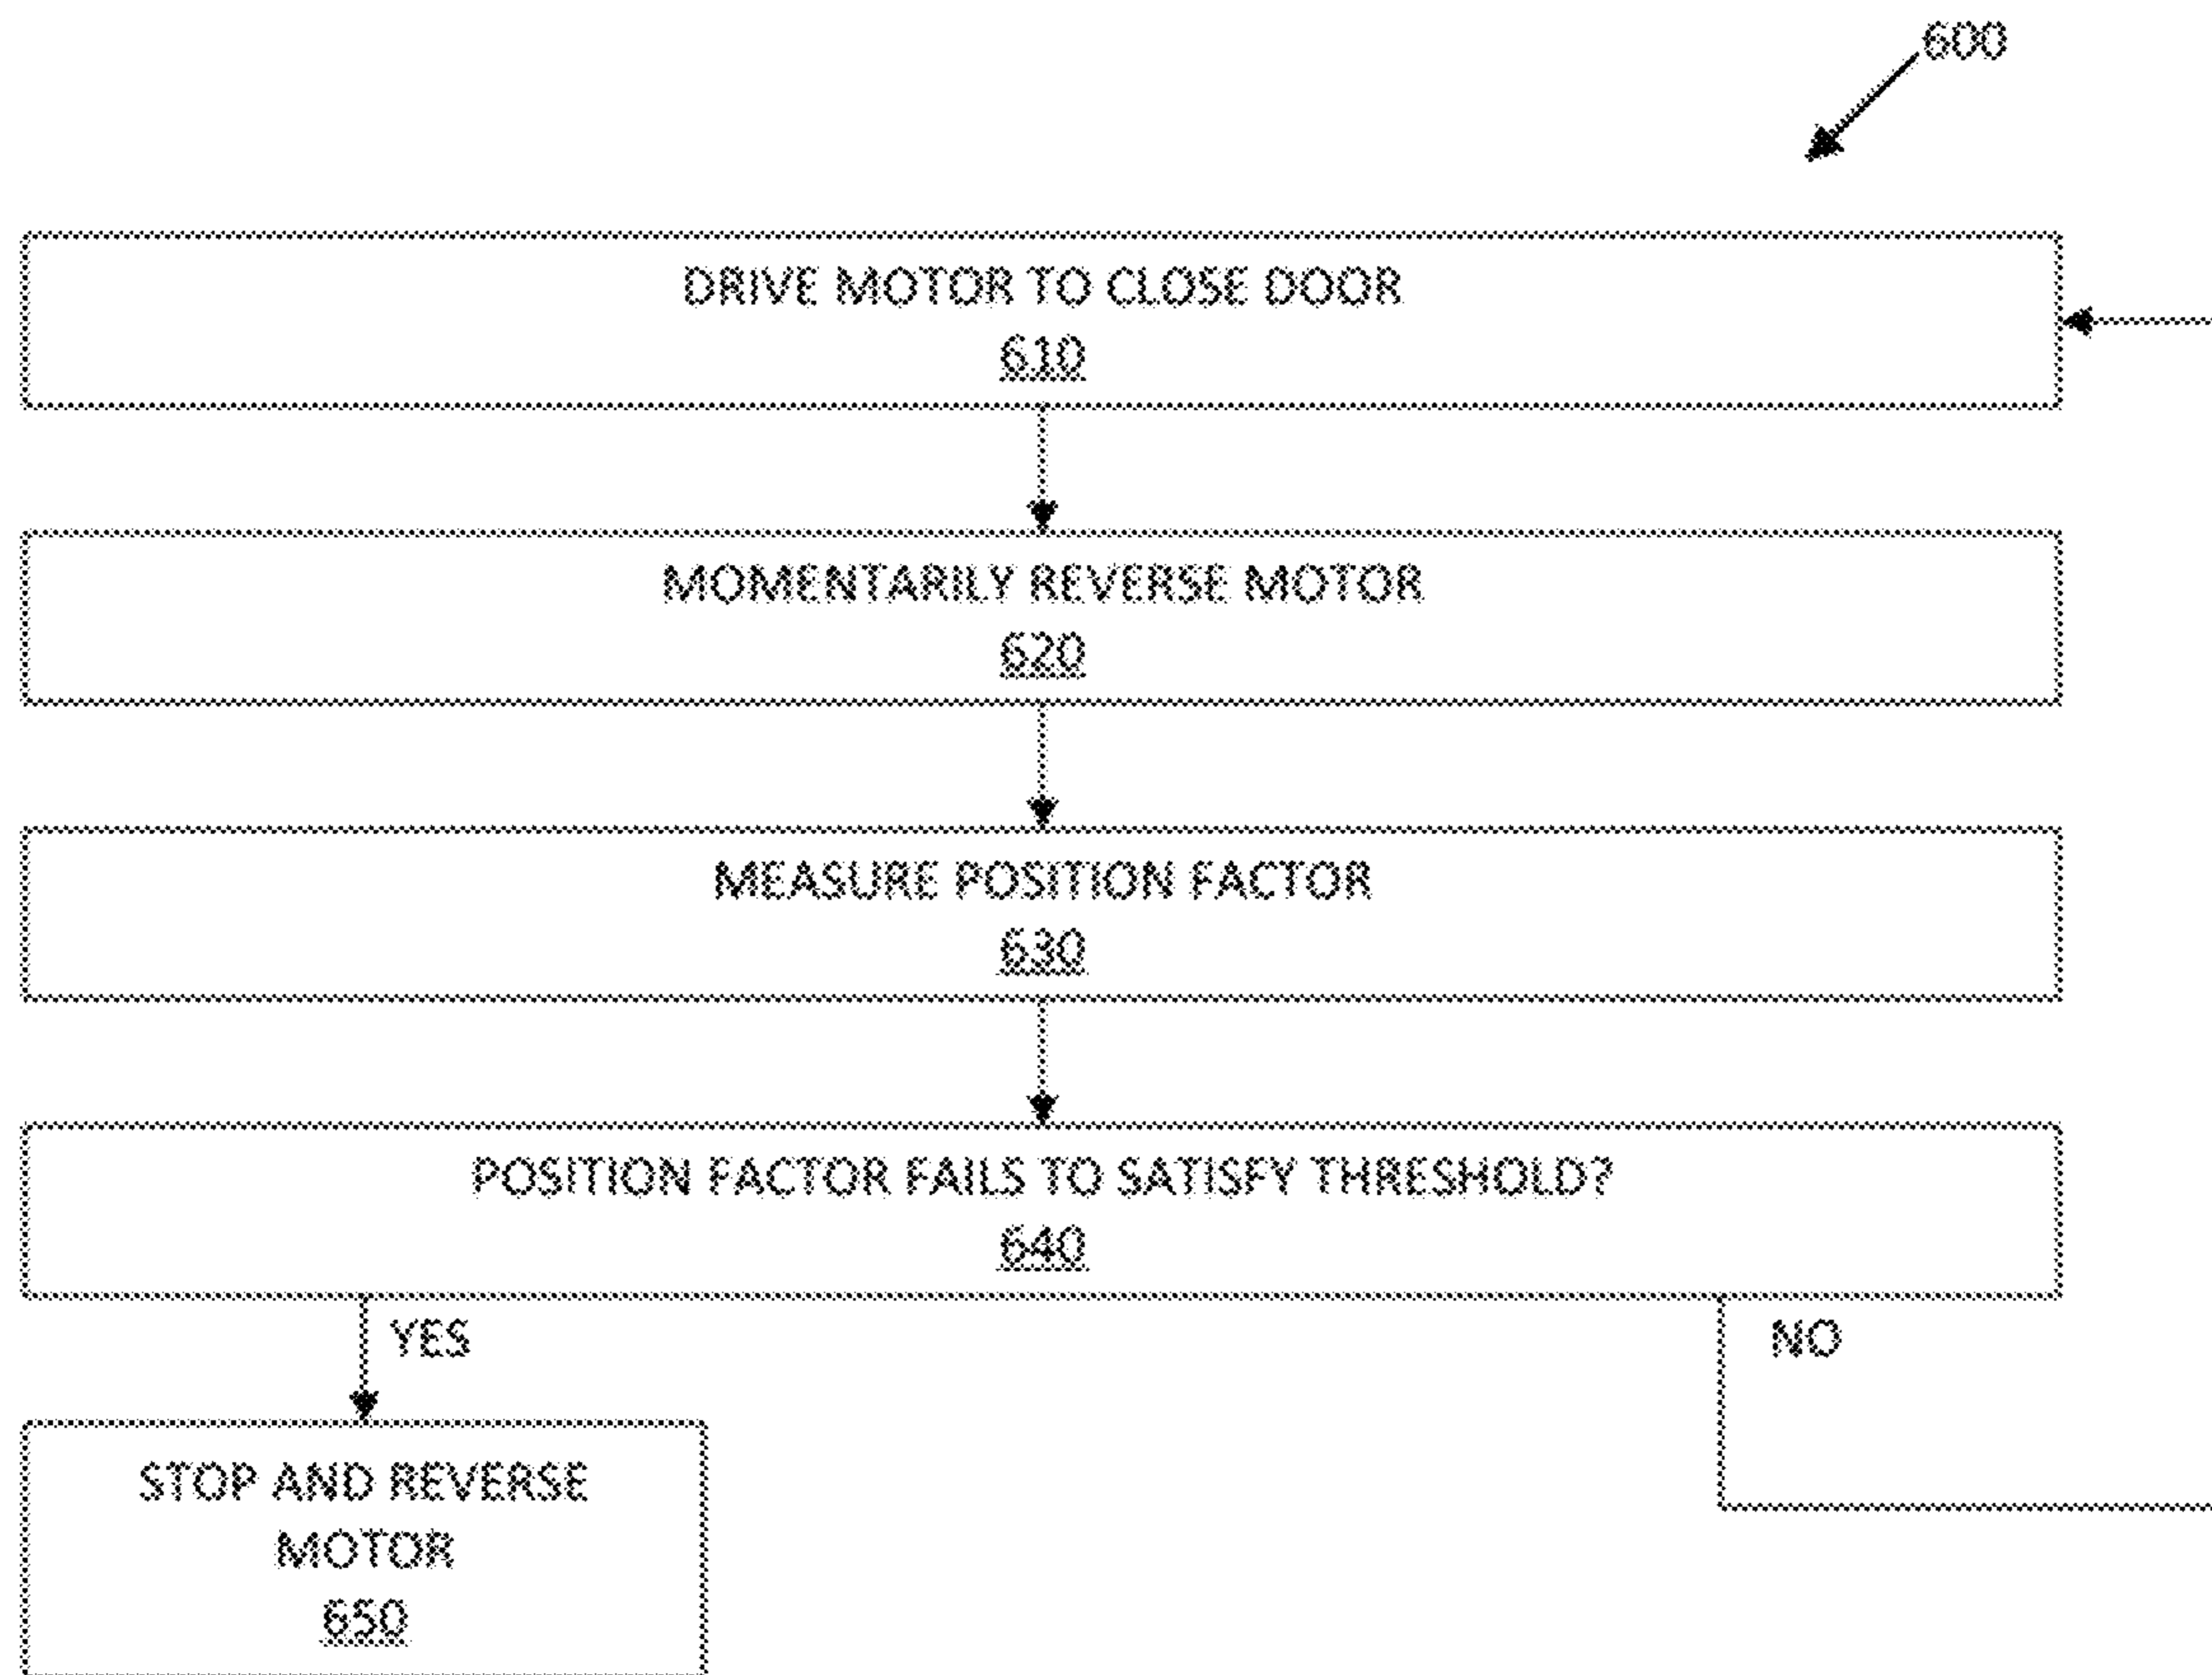 600
DRIVE MOTOR TO CLOSE DOOR
610
MOMENTARILY REVERSE MOTOR
620
MEASURE POSITION FACTOR
630
POSITION FACTOR FAILS TO SATISFY THRESHOLD?
640
YES
NO
STOP AND REVERSE
MOTOR
650